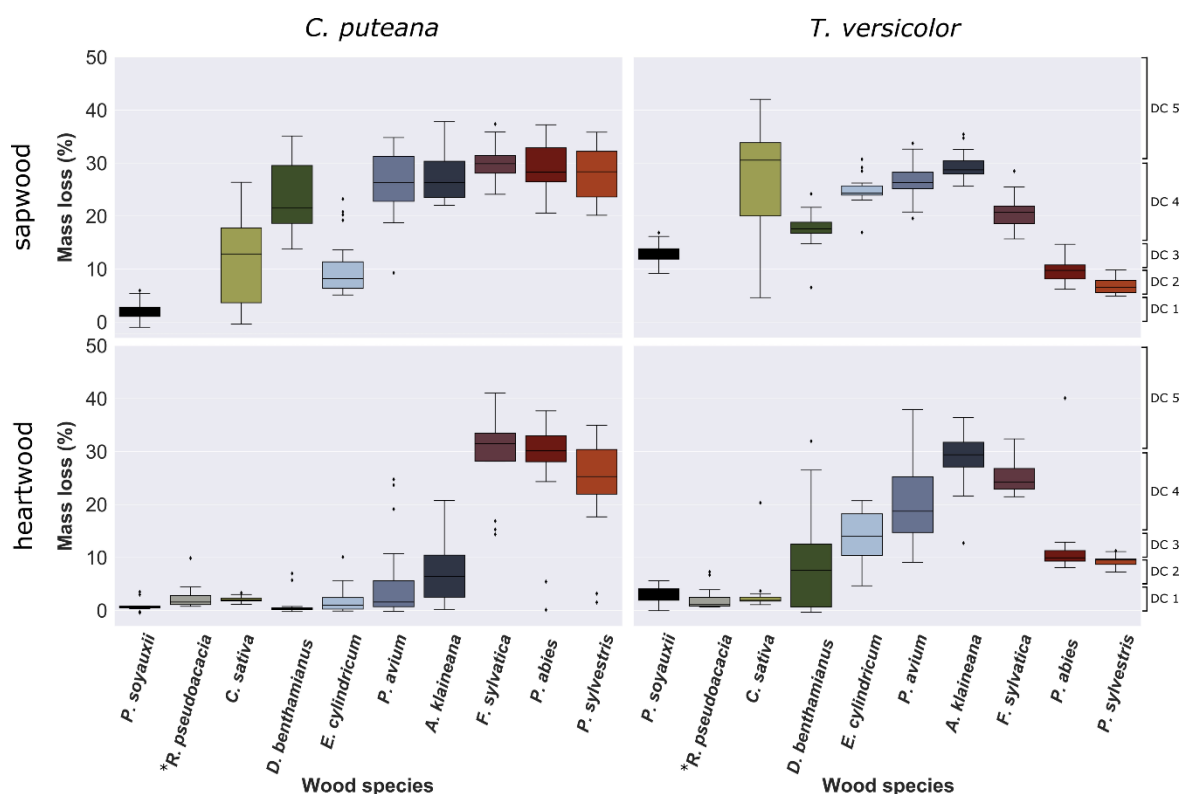 C. puteana
T. versicolor
sapwood
Mass loss (%)
50
40
30
20
10
0
DC 5
DC 4
DC 3
DC 2
DC 1
heartwood
Mass loss (%)
50
40
30
20
10
0
DC 5
DC 4
DC 3
DC 2
DC 1
P. soyauxii
*R. pseudoacacia
C. sativa
D. benthamianus
E. cylindricum
P. avium
A. klaineana
F. sylvatica
P. abies
P. sylvestris
Wood species
P. soyauxii
*R. pseudoacacia
C. sativa
D. benthamianus
E. cylindricum
P. avium
A. klaineana
F. sylvatica
P. abies
P. sylvestris
Wood species